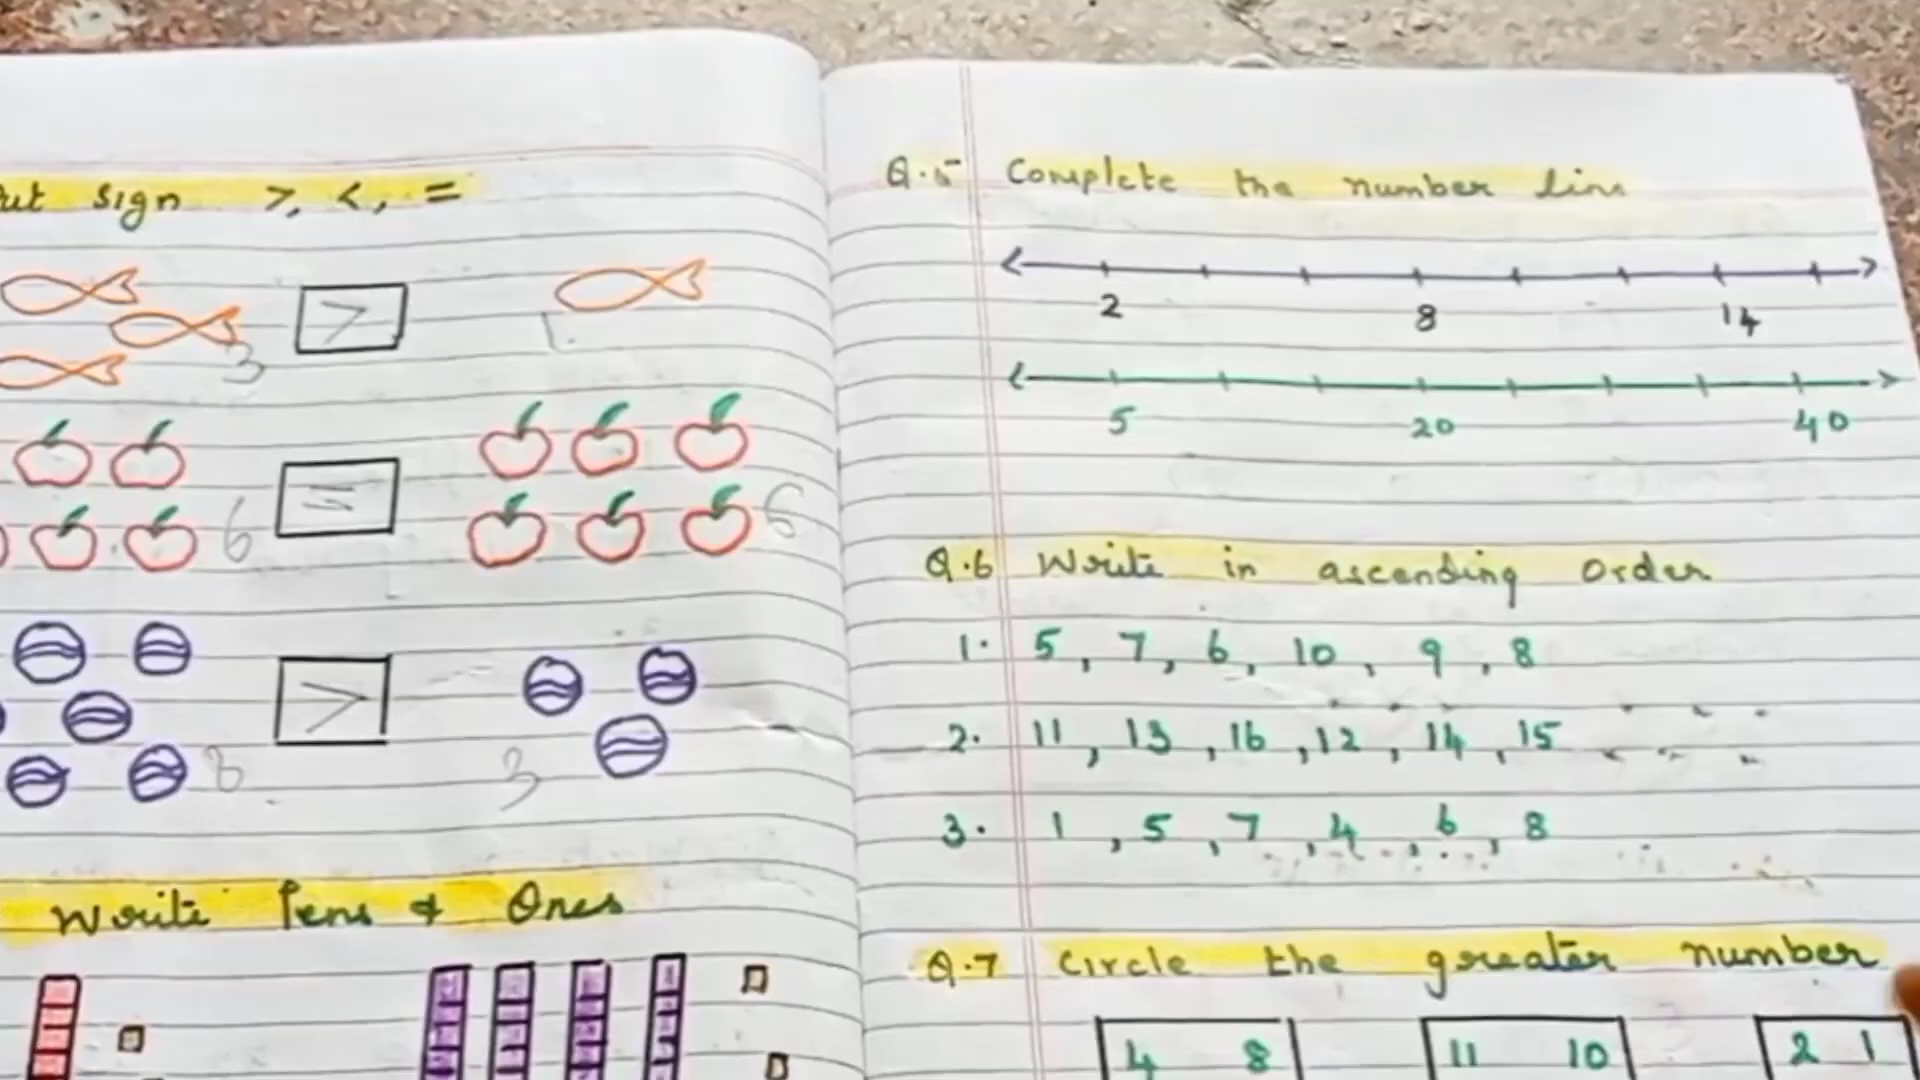 Put sign >, <, =
>
3
1
=
6
6
>
8
3
Write Tens & Ones
Q.5 Complete the number line
2 8 14
5 20 40
Q.6 Write in ascending order
1. 5, 7, 6, 10, 9, 8
2. 11, 13, 16, 12, 14, 15
3. 1, 5, 7, 4, 6, 8
Q.7 Circle the greater number
4 8 11 10 2 1